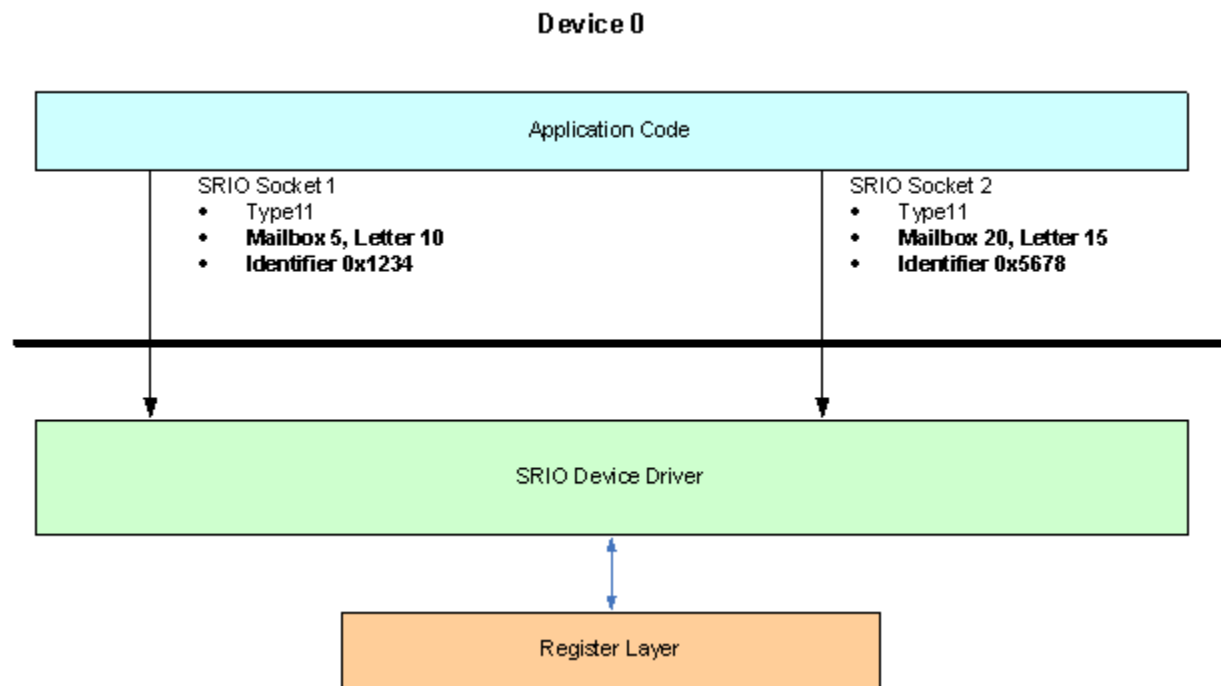 Device 0
Application Code
SRIO Socket 1
• Type11
• Mailbox 5, Letter 10
• Identifier 0x1234
SRIO Socket 2
• Type11
• Mailbox 20, Letter 15
• Identifier 0x5678
SRIO Device Driver
Register Layer